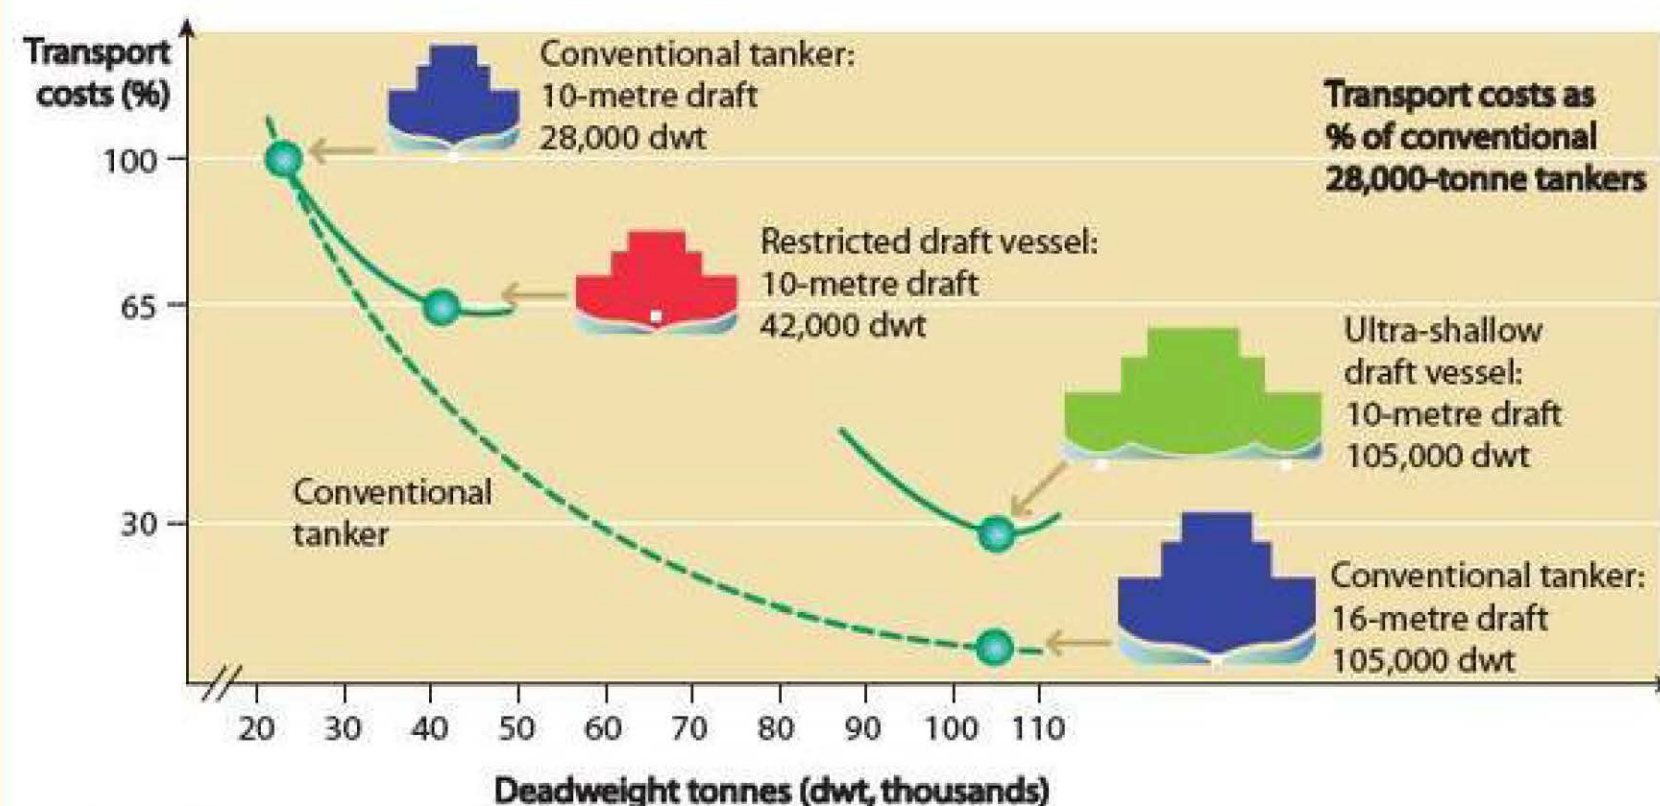 Transport
costs (%)
Conventional tanker:
10-metre draft
28,000 dwt
Transport costs as
% of conventional
28,000-tonne tankers
100
Restricted draft vessel:
10-metre draft
42,000 dwt
65
Ultra-shallow
draft vessel:
10-metre draft
105,000 dwt
Conventional
tanker
30
Conventional tanker:
16-metre draft
105,000 dwt
20 30 40 50 60 70 80 90 100 110
Deadweight tonnes (dwt, thousands)